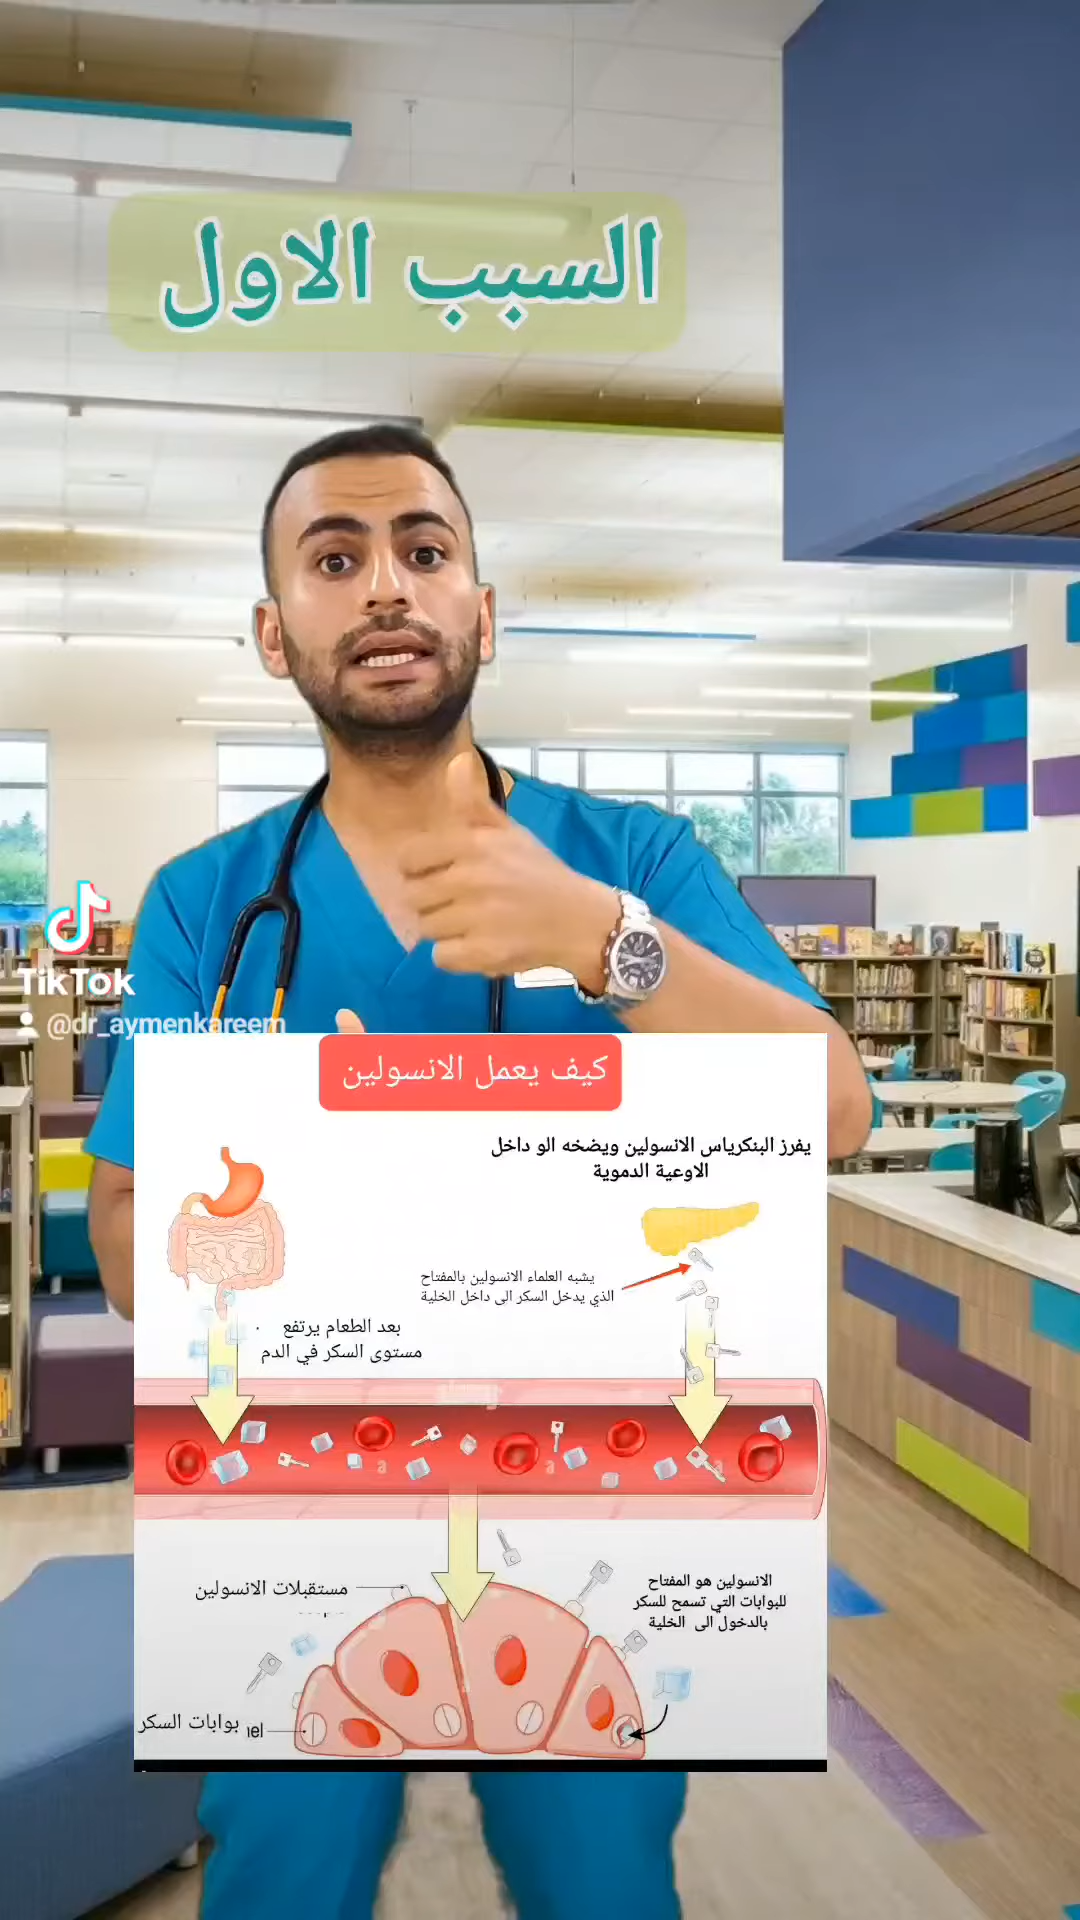 السبب الاول
TikTok
@dr_aymenkareem
كيف يعمل الانسولين
يفرز البنكرياس الانسولين ويضخه الو داخل
الاوعية الدموية
يشبه العلماء الانسولين بالمفتاح
الذي يدخل السكر الى داخل الخلية
بعد الطعام يرتفع
مستوى السكر في الدم
مستقبلات الانسولين
الانسولين هو المفتاح
للبوابات التي تسمح للسكر
بالدخول الى الخلية
بوابات السكر